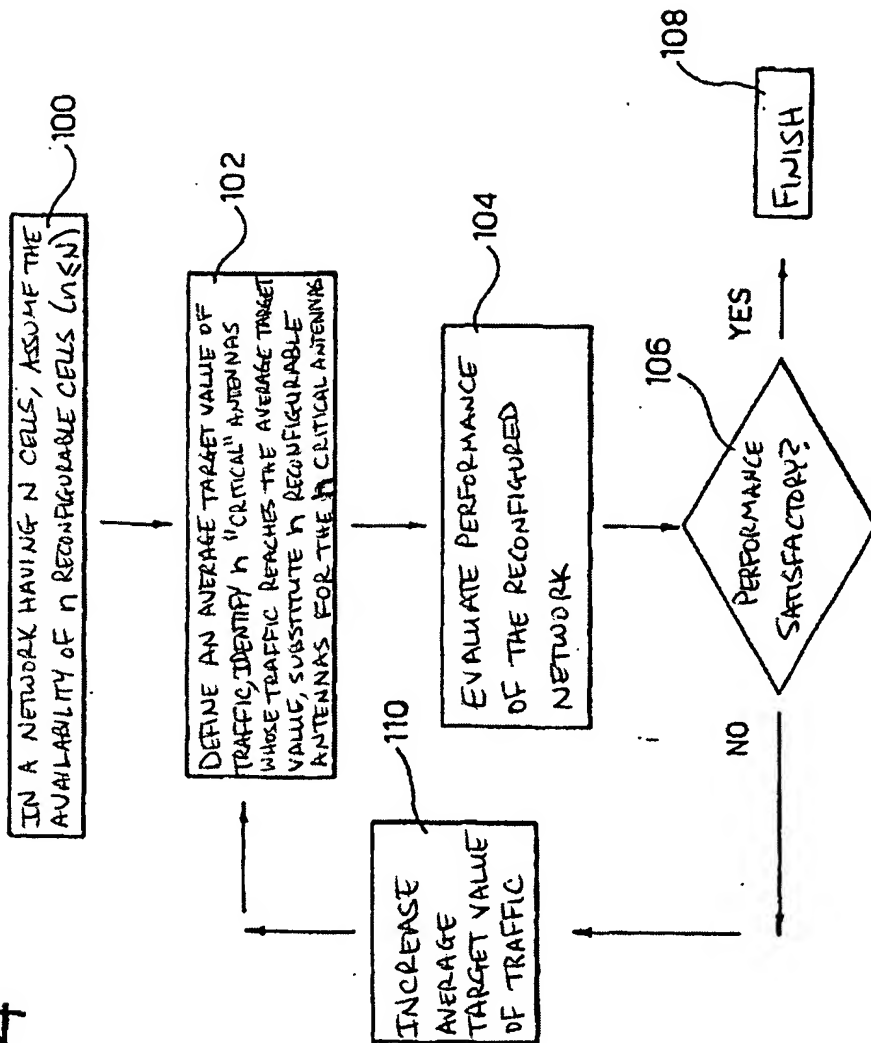 IN A NETWORK HAVING N CELLS, ASSUME THE
AVAILABILITY OF n RECONFIGURABLE CELLS (n≤N)
100
DEFINE AN AVERAGE TARGET VALUE OF
TRAFFIC, IDENTIFY n "CRITICAL" ANTENNAS
WHOSE TRAFFIC REACHES THE AVERAGE TARGET
VALUE, SUBSTITUTE n RECONFIGURABLE
ANTENNAS FOR THE n CRITICAL ANTENNAS
102
EVALUATE PERFORMANCE
OF THE RECONFIGURED
NETWORK
104
PERFORMANCE
SATISFACTORY?
106
YES
FINISH
108
NO
INCREASE
AVERAGE
TARGET VALUE
OF TRAFFIC
110